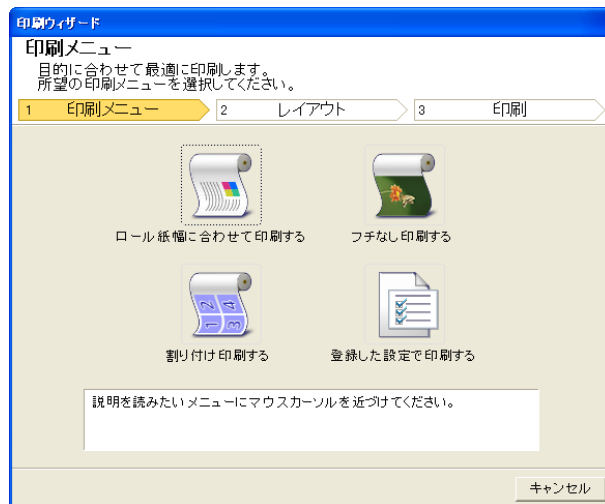 印刷ウィザード
印刷メニュー
目的に合わせて最適に印刷します。
所望の印刷メニューを選択してください。
1 印刷メニュー 2 レイアウト 3 印刷
ロール紙幅に合わせて印刷する フチなし印刷する
1 2 3 4
割り付け印刷する 登録した設定で印刷する
説明を読みたいメニューにマウスカーソルを近づけてください。
キャンセル